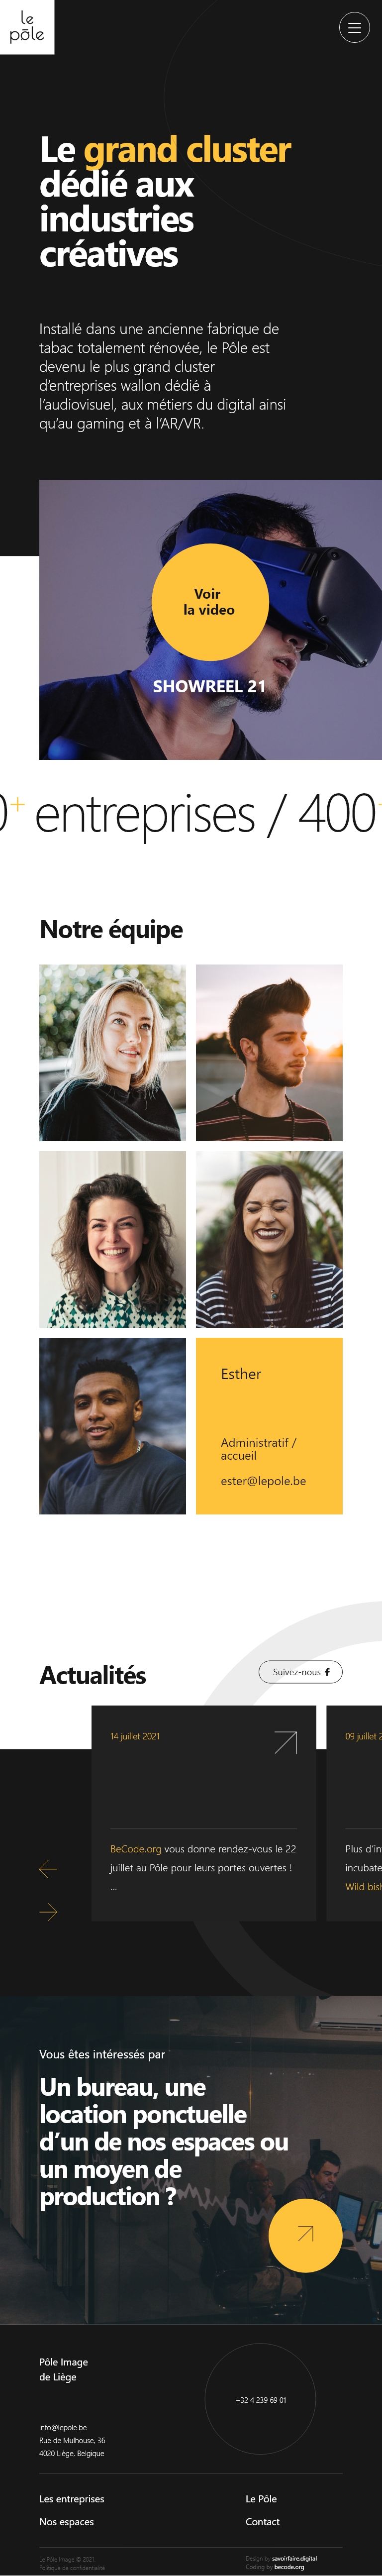 le
pôle
Le grand cluster
dédié aux
industries
créatives
Installé dans une ancienne fabrique de
tabac totalement rénovée, le Pôle est
devenu le plus grand cluster
d'entreprises wallon dédié à
l'audiovisuel, aux métiers du digital ainsi
qu'au gaming et à l'AR/VR.
Voir
la video
SHOWREEL 21
0+ entreprises / 400+
Notre équipe
Esther
Administratif /
accueil
ester@lepole.be
Actualités
Suivez-nous f
14 juillet 2021
09 juillet 2
BeCode.org vous donne rendez-vous le 22
juillet au Pôle pour leurs portes ouvertes !
...
Plus d'in
incubate
Wild bish
Vous êtes intéressés par
Un bureau, une
location ponctuelle
d'un de nos espaces ou
un moyen de
production ?
Pôle Image
de Liège
+32 4 239 69 01
info@lepole.be
Rue de Mulhouse, 36
4020 Liège, Belgique
Les entreprises
Le Pôle
Nos espaces
Contact
Le Pôle Image © 2021.
Politique de confidentialité
Design by savoirfaire.digital
Coding by becode.org